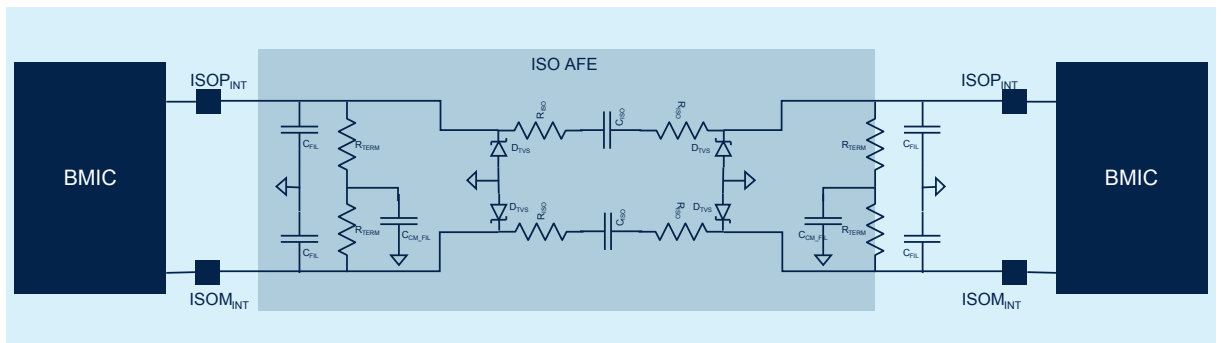 ISO AFE
ISOP_INT
ISOP_INT
R_ISO
C_ISO
R_ISO
C_FIL
R_TERM
D_TVS
D_TVS
R_TERM
C_FIL
BMIC
BMIC
D_TVS
R_ISO
C_ISO
R_ISO
D_TVS
C_FIL
R_TERM
C_CM_FIL
C_CM_FIL
R_TERM
C_FIL
ISOM_INT
ISOM_INT